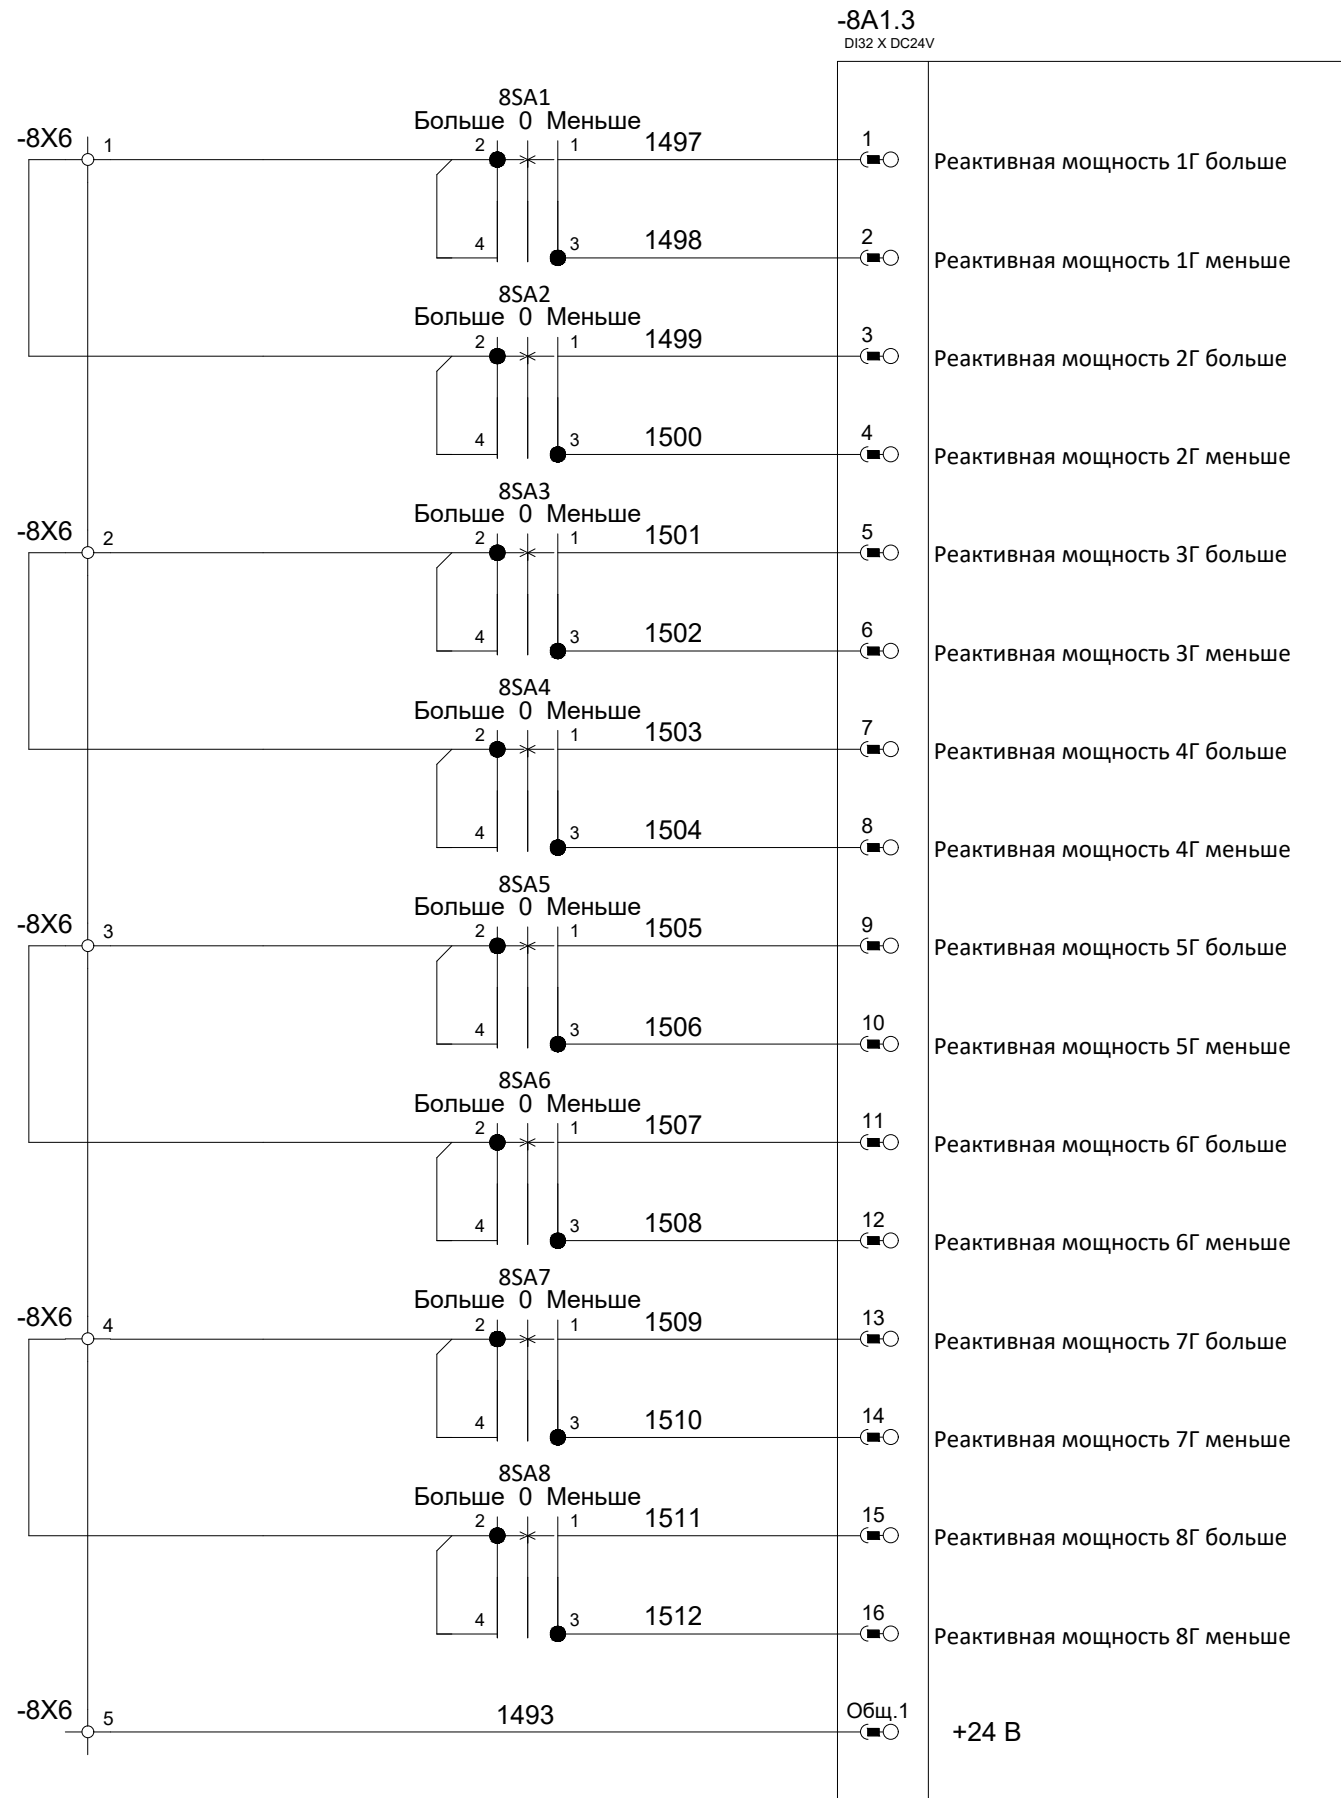 -8A1.3
DI32 X DC24V
8SA1
Больше 0 Меньше
-8X6 1 2 1 1497 1 Реактивная мощность 1Г больше
4 3 1498 2 Реактивная мощность 1Г меньше
8SA2
Больше 0 Меньше
2 1 1499 3 Реактивная мощность 2Г больше
4 3 1500 4 Реактивная мощность 2Г меньше
8SA3
Больше 0 Меньше
-8X6 2 2 1 1501 5 Реактивная мощность 3Г больше
4 3 1502 6 Реактивная мощность 3Г меньше
8SA4
Больше 0 Меньше
2 1 1503 7 Реактивная мощность 4Г больше
4 3 1504 8 Реактивная мощность 4Г меньше
8SA5
Больше 0 Меньше
-8X6 3 2 1 1505 9 Реактивная мощность 5Г больше
4 3 1506 10 Реактивная мощность 5Г меньше
8SA6
Больше 0 Меньше
2 1 1507 11 Реактивная мощность 6Г больше
4 3 1508 12 Реактивная мощность 6Г меньше
8SA7
Больше 0 Меньше
-8X6 4 2 1 1509 13 Реактивная мощность 7Г больше
4 3 1510 14 Реактивная мощность 7Г меньше
8SA8
Больше 0 Меньше
2 1 1511 15 Реактивная мощность 8Г больше
4 3 1512 16 Реактивная мощность 8Г меньше
-8X6 5 1493 Общ.1 +24 В